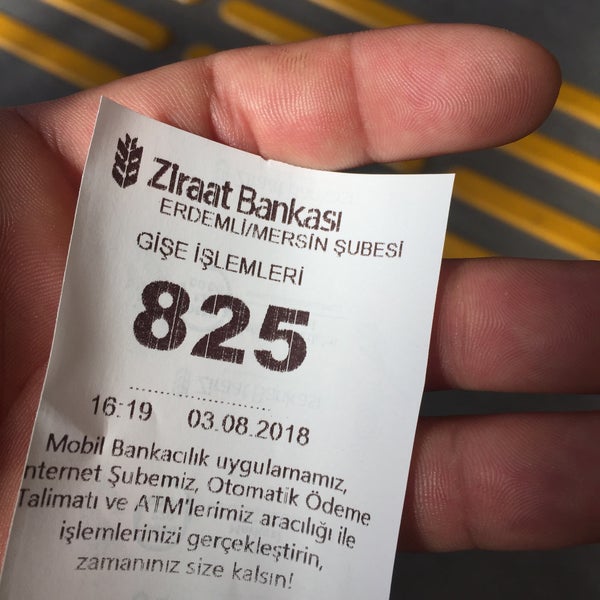 Ziraat Bankası
ERDEMLİ/MERSİN ŞUBESİ
GİŞE İŞLEMLERİ
825
16:19 03.08.2018
Mobil Bankacılık uygulamamız,
nternet Şubemiz, Otomatik Ödeme
Talimatı ve ATM'lerimiz aracılığı ile
işlemlerinizi gerçekleştirin,
zamanınız size kalsın!